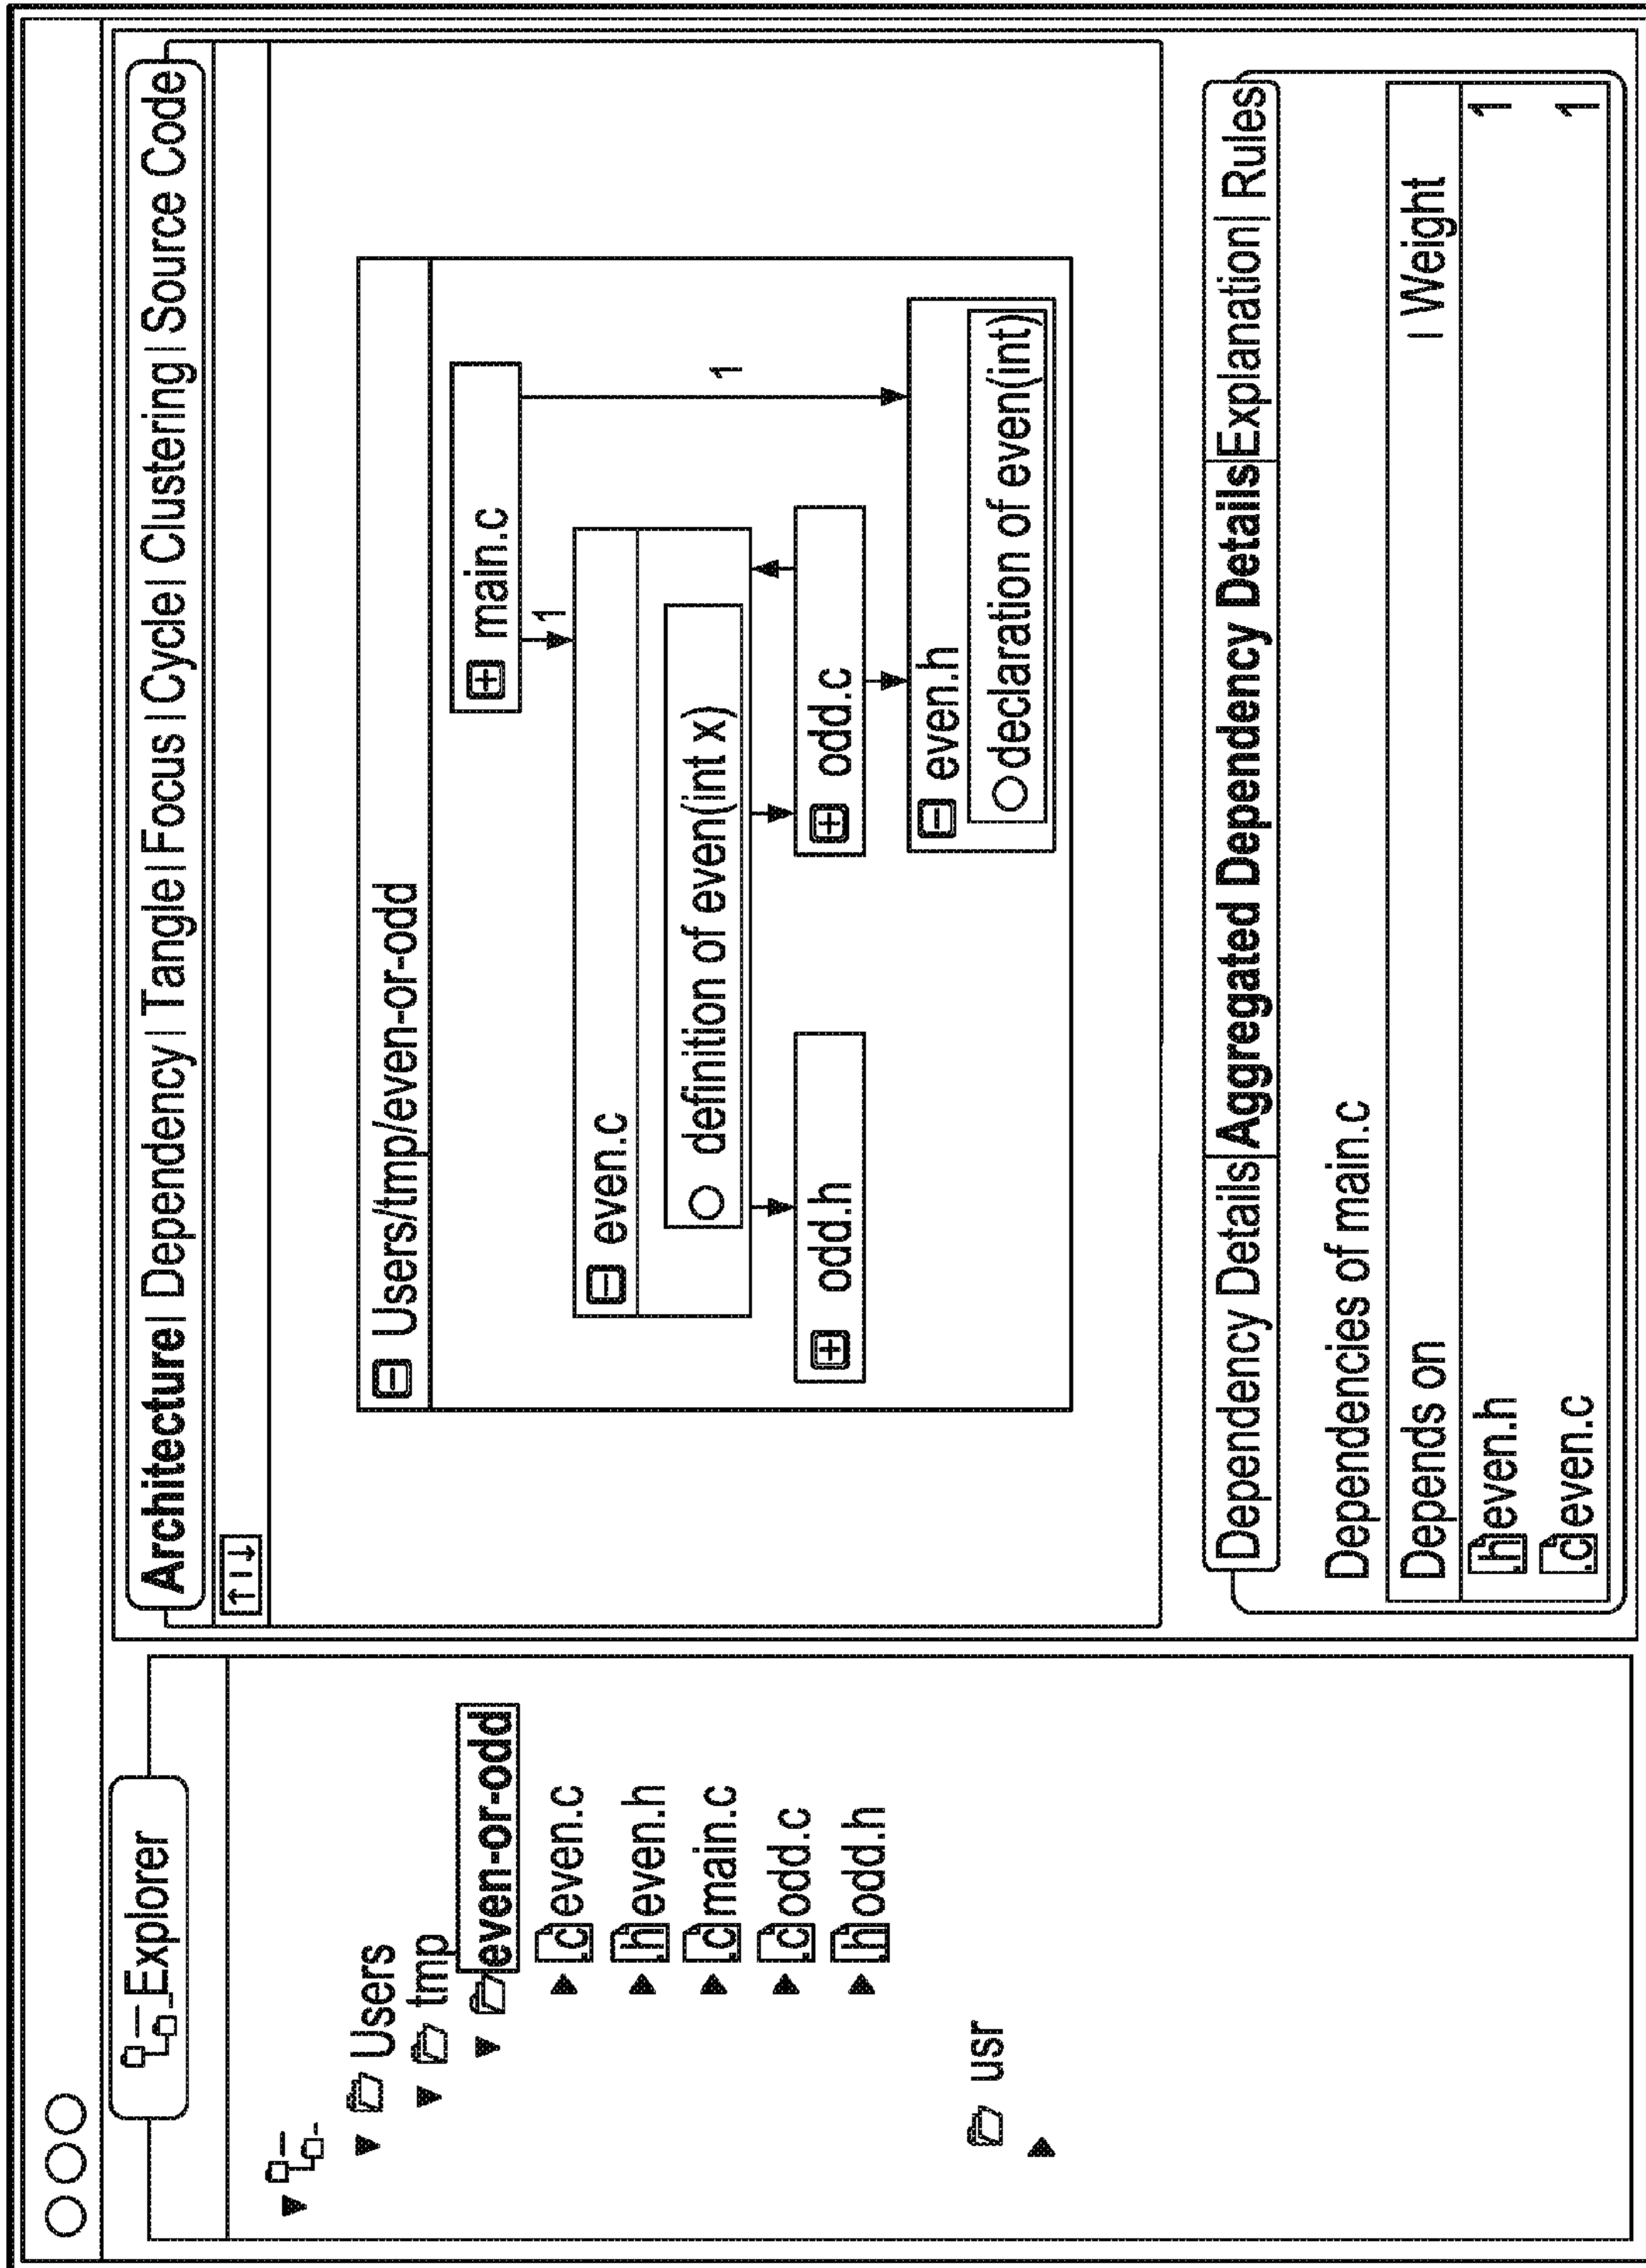 Explorer
Users
tmp
even-or-odd
.c even.c
.h even.h
.c main.c
.c odd.c
.h odd.h
usr
Architecture | Dependency | Tangle | Focus | Cycle | Clustering | Source Code
Users/tmp/even-or-odd
main.c
1
even.c
definition of even(int x)
1
odd.h
odd.c
even.h
declaration of even(int)
Dependency Details | Aggregated Dependency Details | Explanation | Rules
Dependencies of main.c
Depends on | Weight
.h even.h 1
.c even.c 1